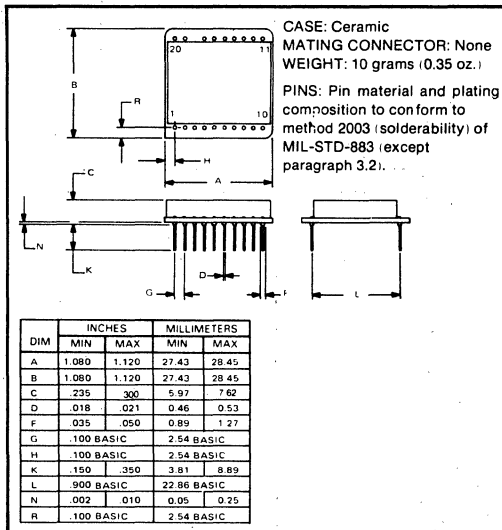 CASE: Ceramic
MATING CONNECTOR: None
WEIGHT: 10 grams (0.35 oz.)
PINS: Pin material and plating
composition to conform to
method 2003 (solderability) of
MIL-STD-883 (except
paragraph 3.2).
20 11
B
R
1 10
H
A
C
N
K
D
G F L
DIM INCHES MILLIMETERS
MIN MAX MIN MAX
A 1.080 1.120 27.43 28.45
B 1.080 1.120 27.43 28.45
C .235 .300 5.97 7.62
D .018 .021 0.46 0.53
F .035 .050 0.89 1.27
G .100 BASIC 2.54 BASIC
H .100 BASIC 2.54 BASIC
K .150 .350 3.81 8.89
L .900 BASIC 22.86 BASIC
N .002 .010 0.05 0.25
R .100 BASIC 2.54 BASIC